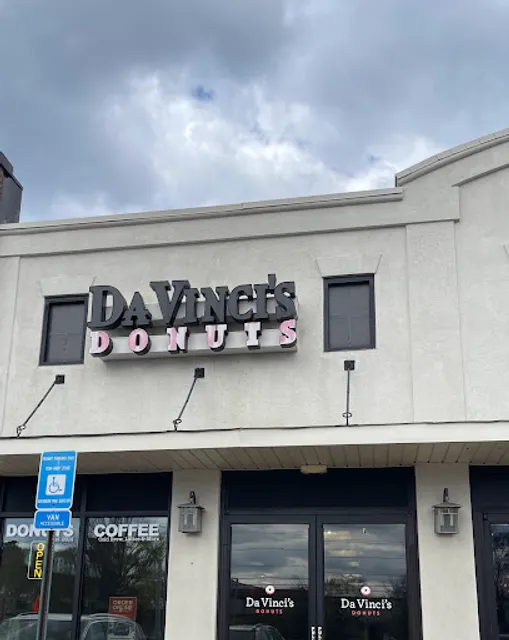 DaVinci's
DONUTS
VAN
ACCESSIBLE
DONUTS
COFFEE
OPEN
DaVinci's
DONUTS
DaVinci's
DONUTS